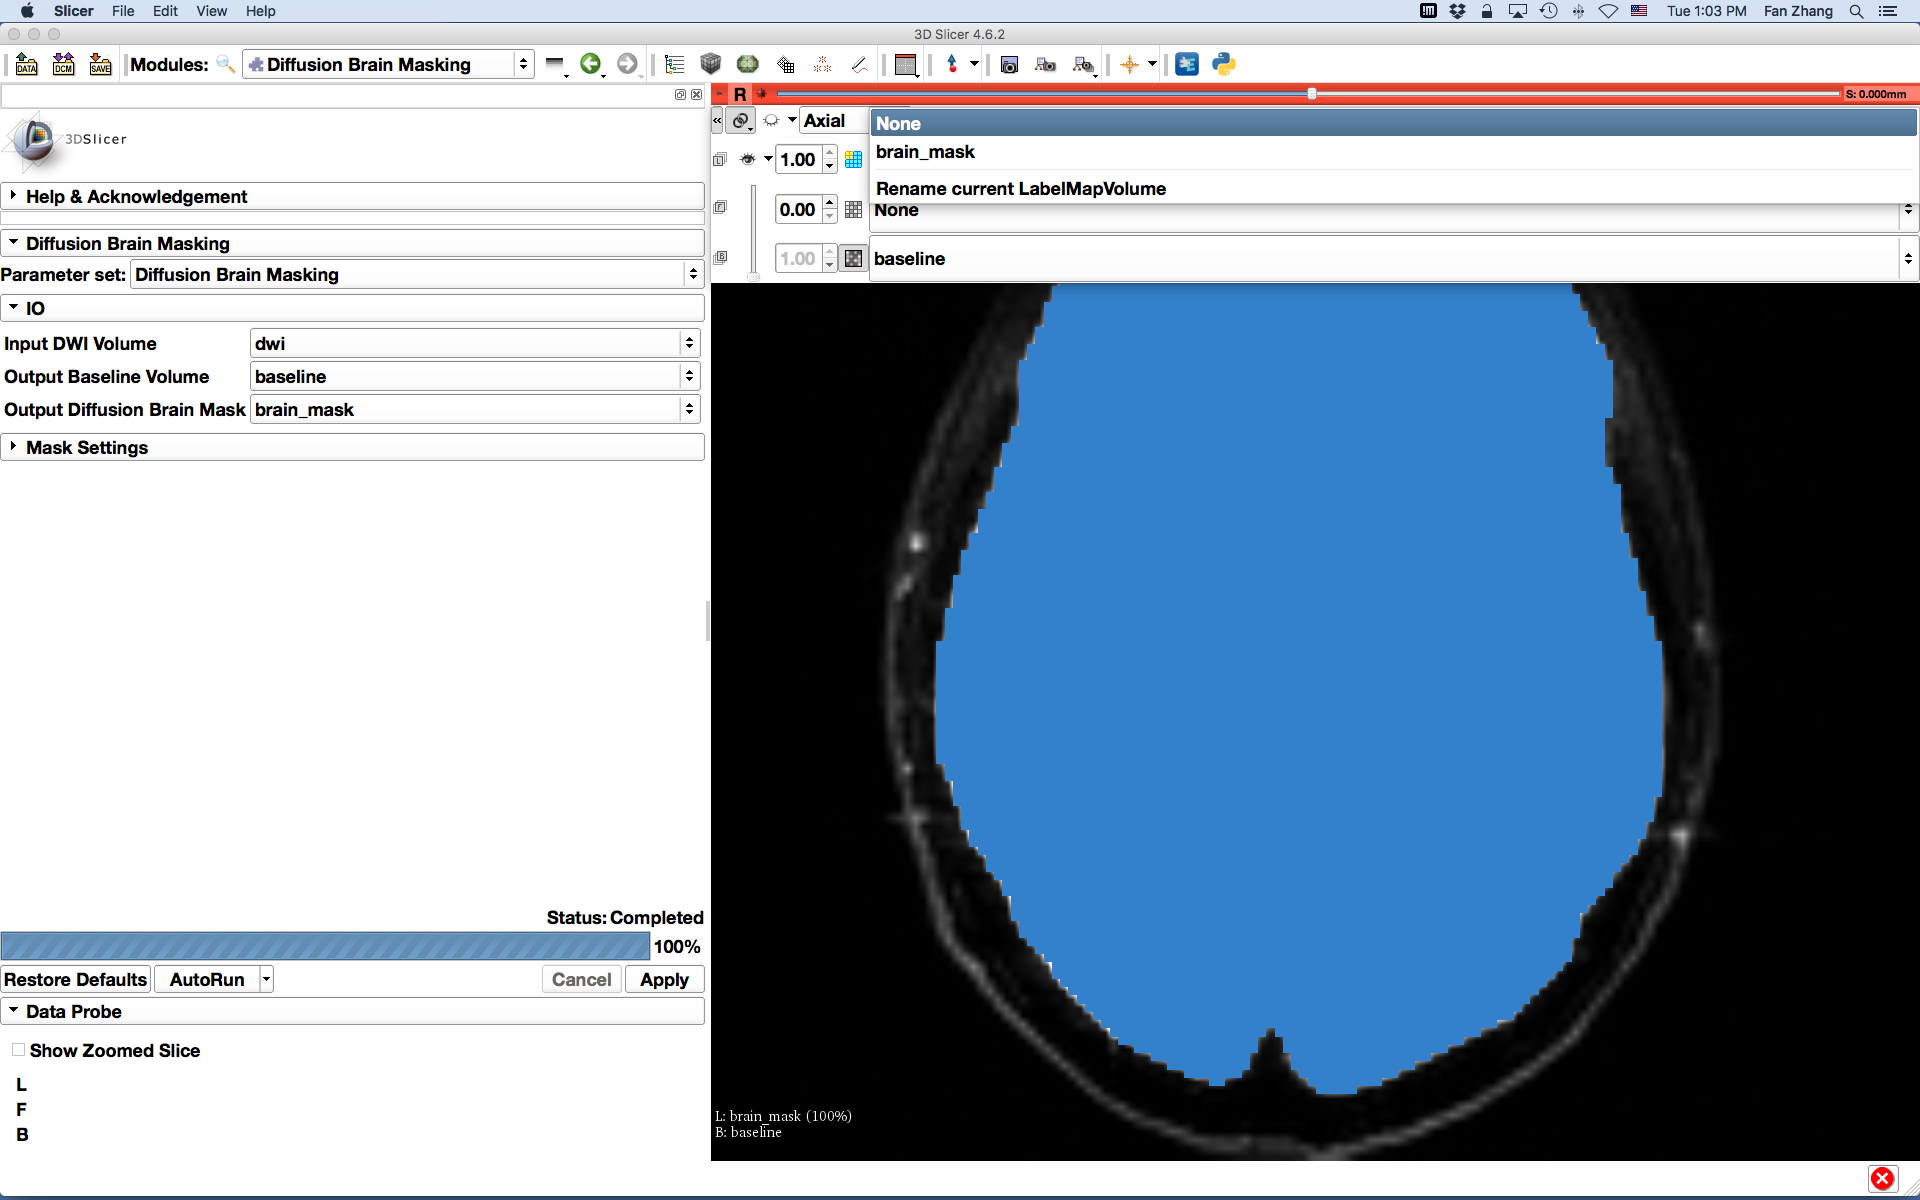 Slicer File Edit View Help Tue 1:03 PM Fan Zhang
3D Slicer 4.6.2
DATA DCM SAVE Modules: Diffusion Brain Masking
R S: 0.000mm
3DSlicer
Help & Acknowledgement
Diffusion Brain Masking
Parameter set: Diffusion Brain Masking
IO
Input DWI Volume dwi
Output Baseline Volume baseline
Output Diffusion Brain Mask brain_mask
Mask Settings
Status: Completed
100%
Restore Defaults AutoRun Cancel Apply
Data Probe
Show Zoomed Slice
L
F
B
« Axial None
L 1.00 brain_mask
Rename current LabelMapVolume
F 0.00 None
B 1.00 baseline
L: brain_mask (100%)
B: baseline